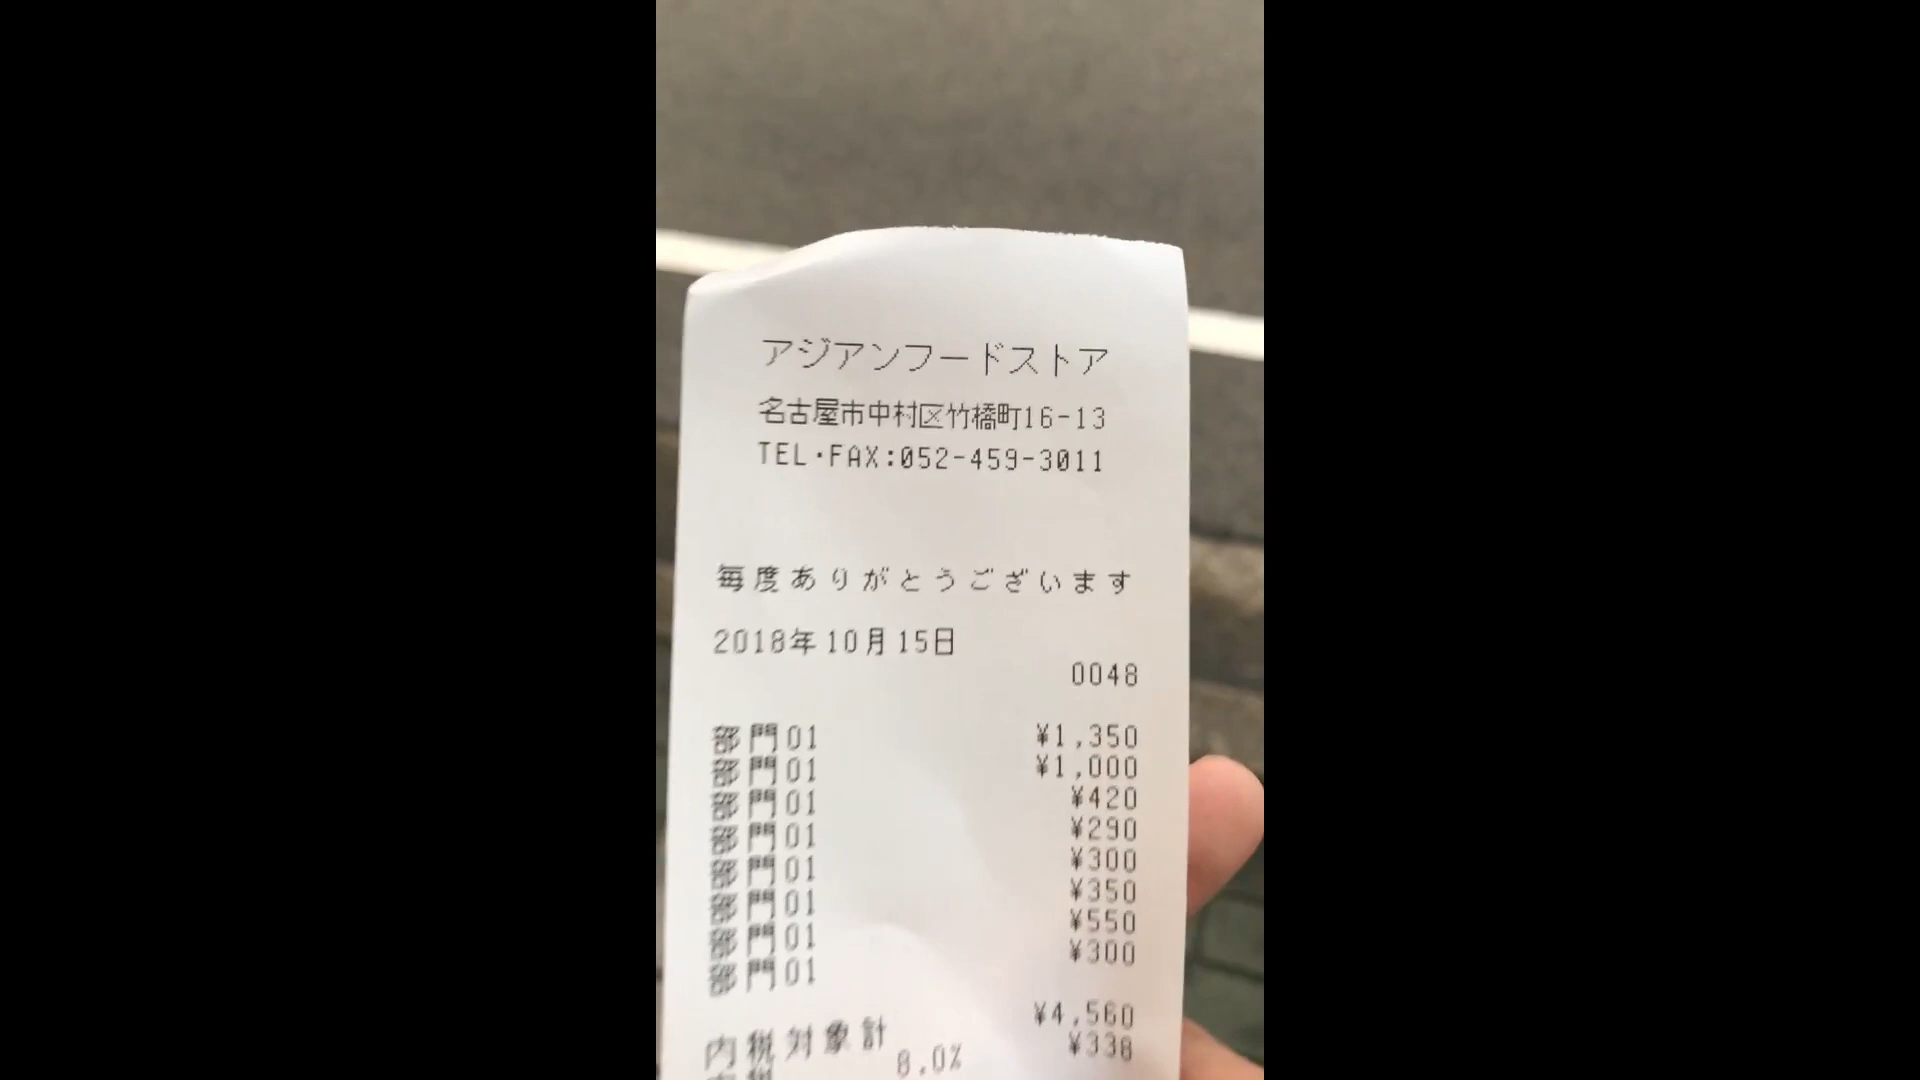 アジアンフードストア
名古屋市中村区竹橋町16-13
TEL・FAX:052-459-3011
毎度ありがとうございます
2018年10月15日
0048
部門01 ¥1,350
部門01 ¥1,000
部門01 ¥420
部門01 ¥290
部門01 ¥300
部門01 ¥350
部門01 ¥550
部門01 ¥300
内税対象計 ¥4,560
内税 8.0% ¥338